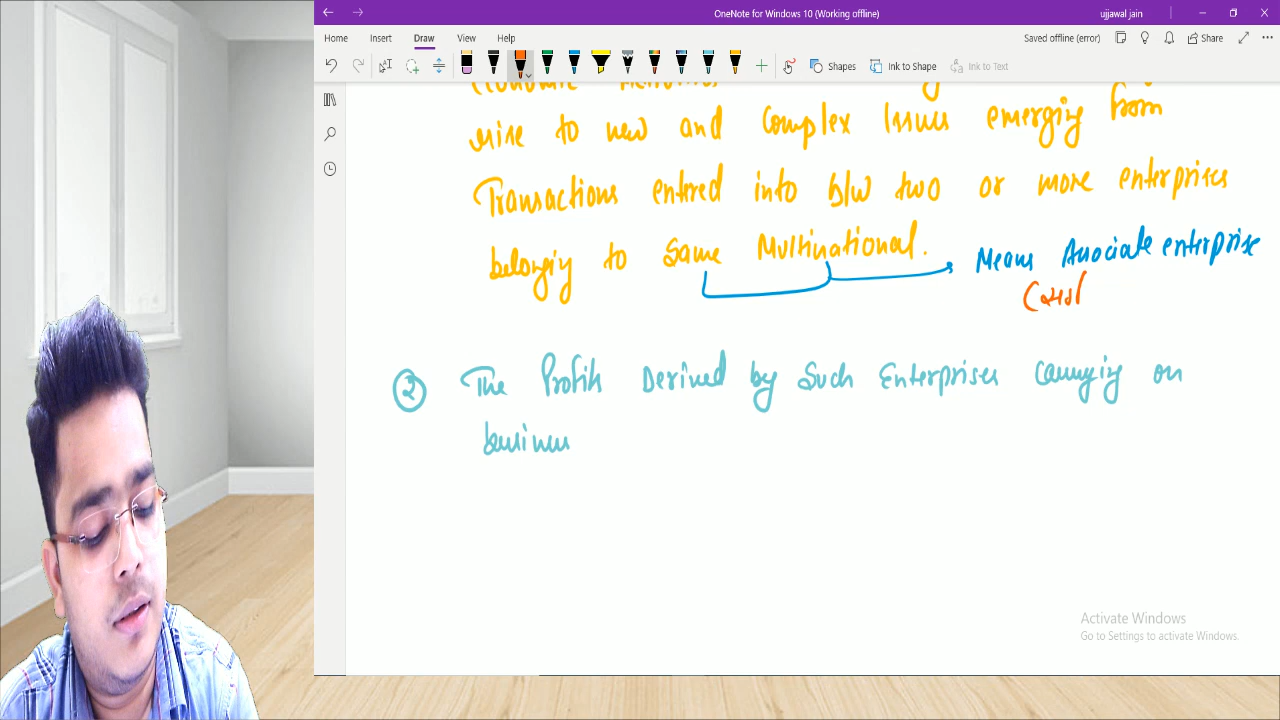 OneNote for Windows 10 (Working offline)
ujjawal jain
Home Insert Draw View Help
Saved offline (error)
Share
Shapes
Ink to Shape
Ink to Text
Economic Activities
rise to new and Complex Issues emerging from
Transactions entered into b/w two or more enterprises
belonging to Same Multinational.
Means Associate enterprise
② The Profits Derived by Such Enterprises Carrying on
business
Activate Windows
Go to Settings to activate Windows.